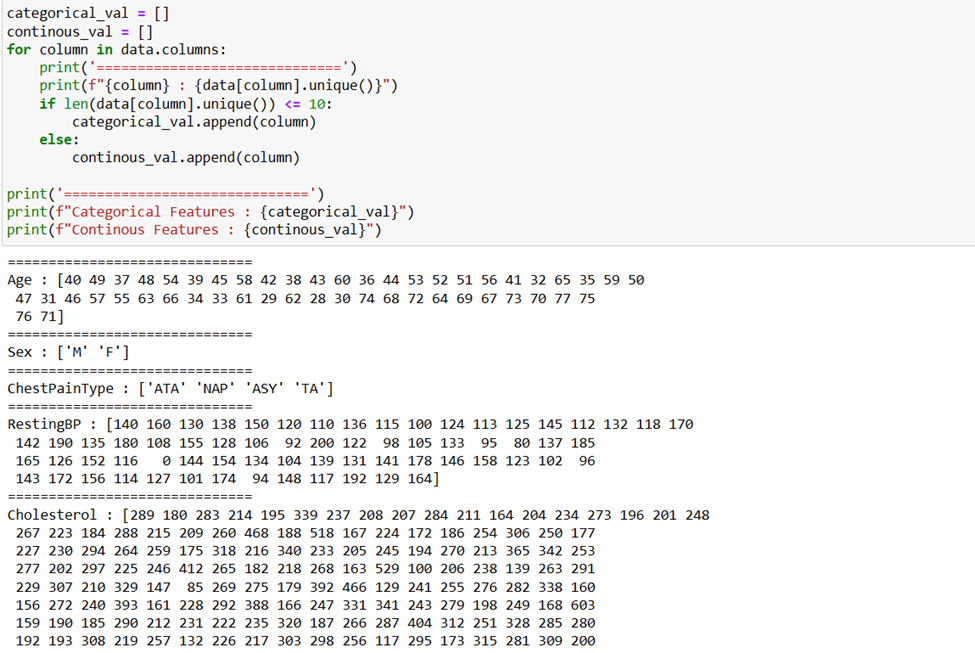 categorical_val = []
continous_val = []
for column in data.columns:
    print('==============================')
    print(f"{column} : {data[column].unique()}")
    if len(data[column].unique()) <= 10:
        categorical_val.append(column)
    else:
        continous_val.append(column)

print('==============================')
print(f"Categorical Features : {categorical_val}")
print(f"Continous Features : {continous_val}")
==============================
Age : [40 49 37 48 54 39 45 58 42 38 43 60 36 44 53 52 51 56 41 32 65 35 59 50
 47 31 46 57 55 63 66 34 33 61 29 62 28 30 74 68 72 64 69 67 73 70 77 75
 76 71]
==============================
Sex : ['M' 'F']
==============================
ChestPainType : ['ATA' 'NAP' 'ASY' 'TA']
==============================
RestingBP : [140 160 130 138 150 120 110 136 115 100 124 113 125 145 112 132 118 170
 142 190 135 180 108 155 128 106  92 200 122  98 105 133  95  80 137 185
 165 126 152 116   0 144 154 134 104 139 131 141 178 146 158 123 102  96
 143 172 156 114 127 101 174  94 148 117 192 129 164]
==============================
Cholesterol : [289 180 283 214 195 339 237 208 207 284 211 164 204 234 273 196 201 248
 267 223 184 288 215 209 260 468 188 518 167 224 172 186 254 306 250 177
 227 230 294 264 259 175 318 216 340 233 205 245 194 270 213 365 342 253
 277 202 297 225 246 412 265 182 218 268 163 529 100 206 238 139 263 291
 229 307 210 329 147  85 269 275 179 392 466 129 241 255 276 282 338 160
 156 272 240 393 161 228 292 388 166 247 331 341 243 279 198 249 168 603
 159 190 185 290 212 231 222 235 320 187 266 287 404 312 251 328 285 280
 192 193 308 219 257 132 226 217 303 298 256 117 295 173 315 281 309 200